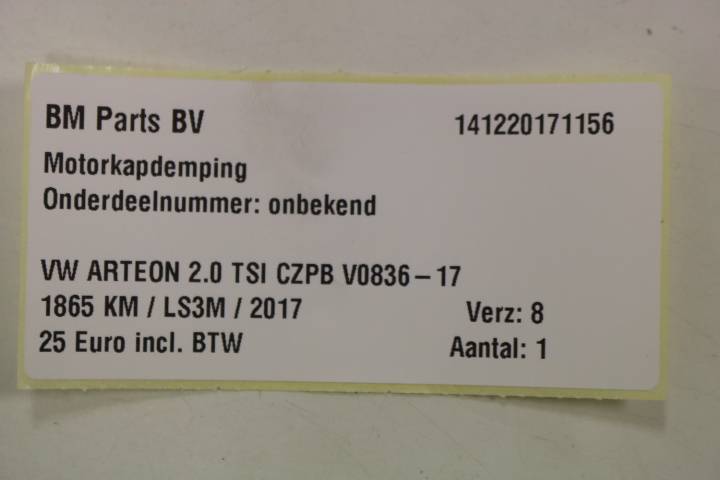 BM Parts BV 141220171156
Motorkapdemping
Onderdeelnummer: onbekend
VW ARTEON 2.0 TSI CZPB V0836 – 17
1865 KM / LS3M / 2017 Verz: 8
25 Euro incl. BTW Aantal: 1